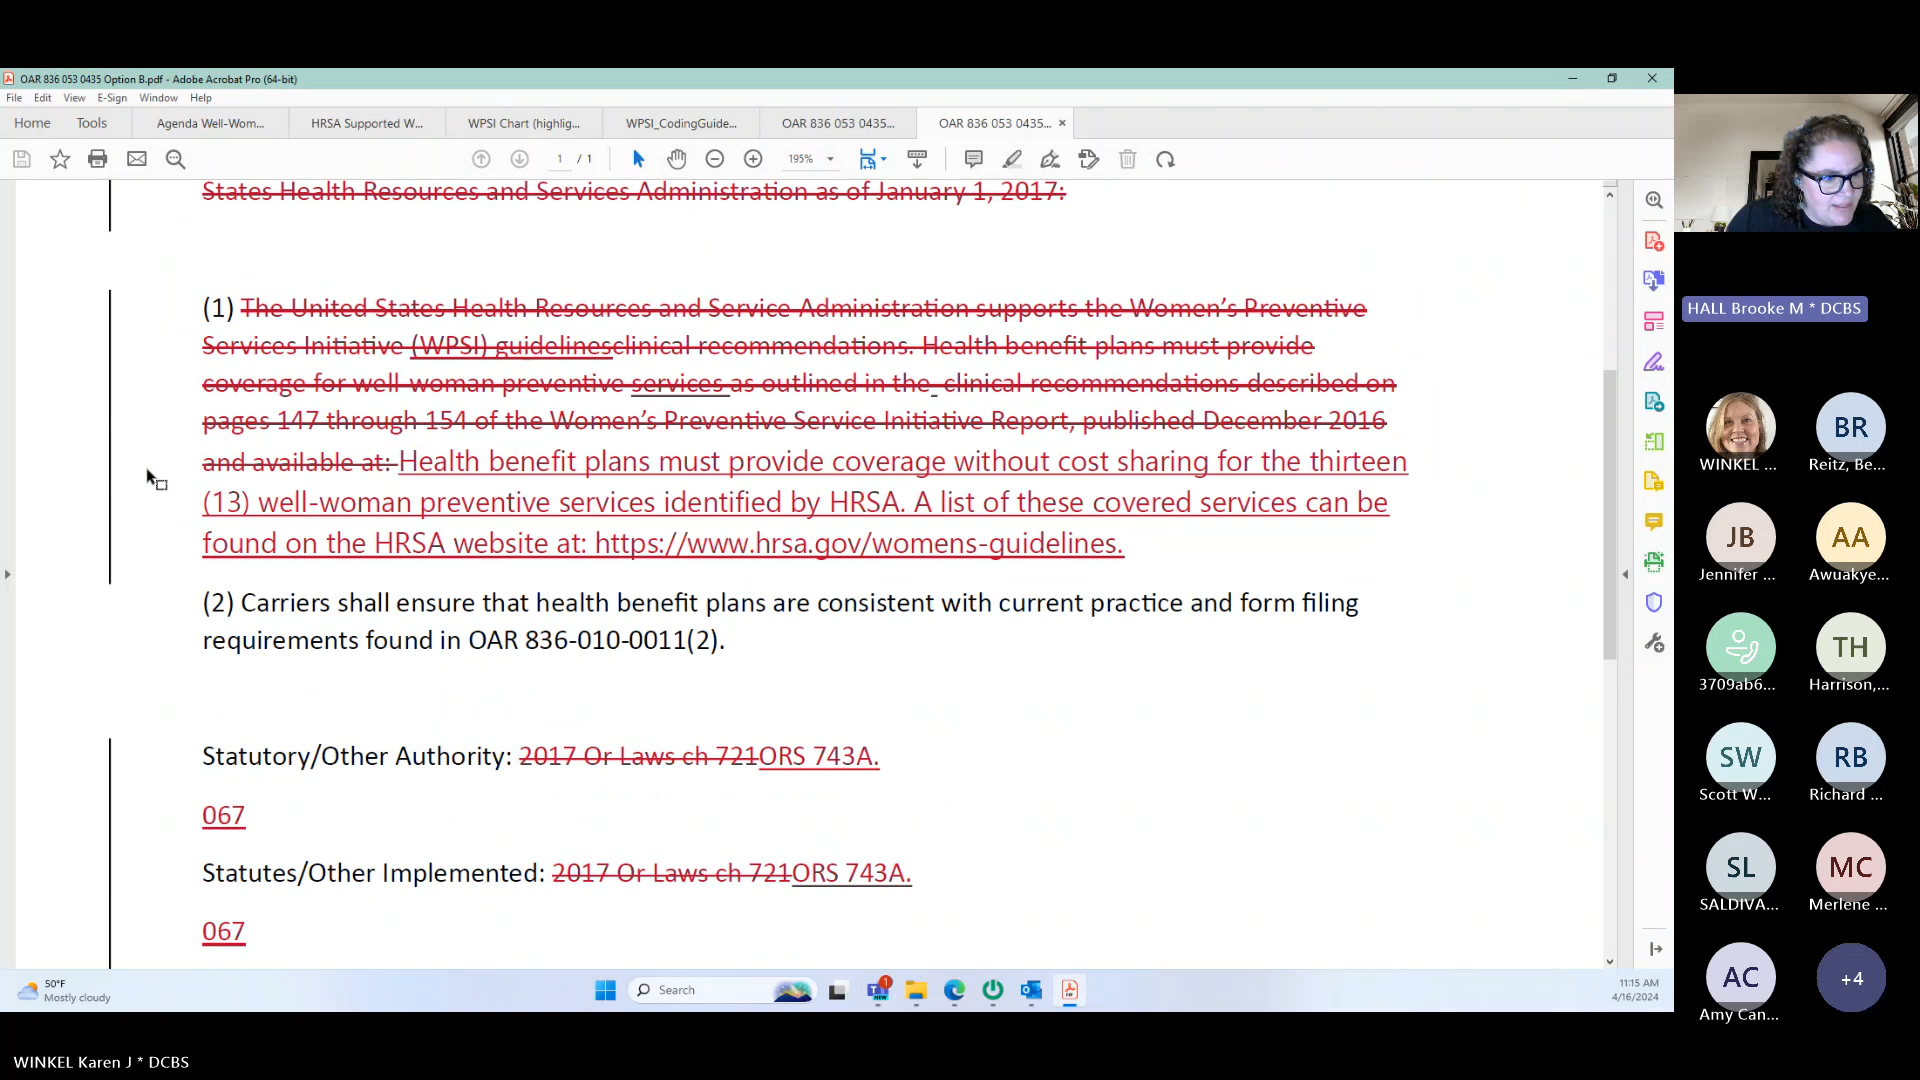 OAR 836 053 0435 Option B.pdf - Adobe Acrobat Pro (64-bit)
File Edit View E-Sign Window Help
Home Tools Agenda Well-Wom... HRSA Supported W... WPSI Chart (highlig... WPSI_CodingGuide... OAR 836 053 0435... OAR 836 053 0435... ×
1 / 1 195%
States Health Resources and Services Administration as of January 1, 2017:
(1) The United States Health Resources and Service Administration supports the Women’s Preventive
Services Initiative (WPSI) guidelinesclinical recommendations. Health benefit plans must provide
coverage for well-woman preventive services as outlined in the clinical recommendations described on
pages 147 through 154 of the Women’s Preventive Service Initiative Report, published December 2016
and available at: Health benefit plans must provide coverage without cost sharing for the thirteen
(13) well-woman preventive services identified by HRSA. A list of these covered services can be
found on the HRSA website at: https://www.hrsa.gov/womens-guidelines.
(2) Carriers shall ensure that health benefit plans are consistent with current practice and form filing
requirements found in OAR 836-010-0011(2).
Statutory/Other Authority: 2017 Or Laws ch 721ORS 743A.
067
Statutes/Other Implemented: 2017 Or Laws ch 721ORS 743A.
067
HALL Brooke M * DCBS
WINKEL ...
BR
Reitz, Be...
JB
Jennifer ...
AA
Awuakye...
3709ab6...
TH
Harrison,...
SW
Scott W...
RB
Richard ...
SL
SALDIVA...
MC
Merlene ...
AC
Amy Can...
+4
50°F
Mostly cloudy
Search
1
NEW
11:15 AM
4/16/2024
WINKEL Karen J * DCBS